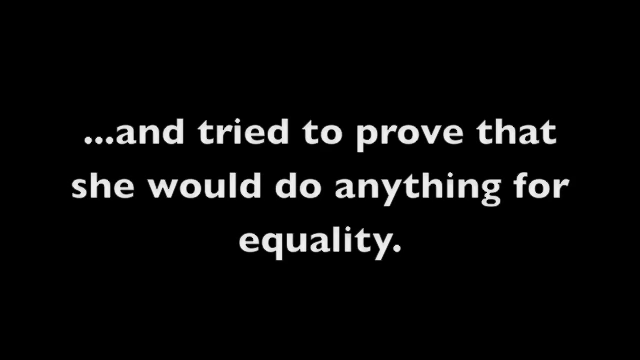 ...and tried to prove that
she would do anything for
equality.